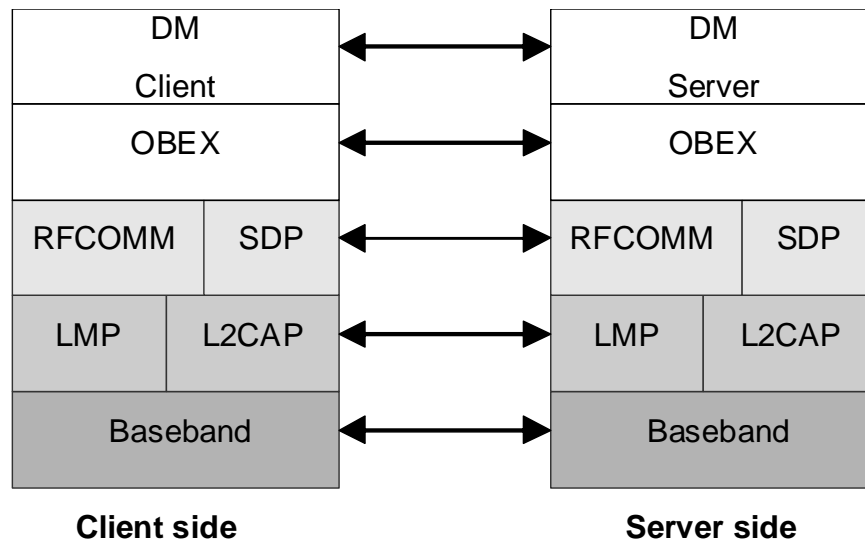 DM
Client
OBEX
RFCOMM SDP
LMP L2CAP
Baseband
Client side
DM
Server
OBEX
RFCOMM SDP
LMP L2CAP
Baseband
Server side